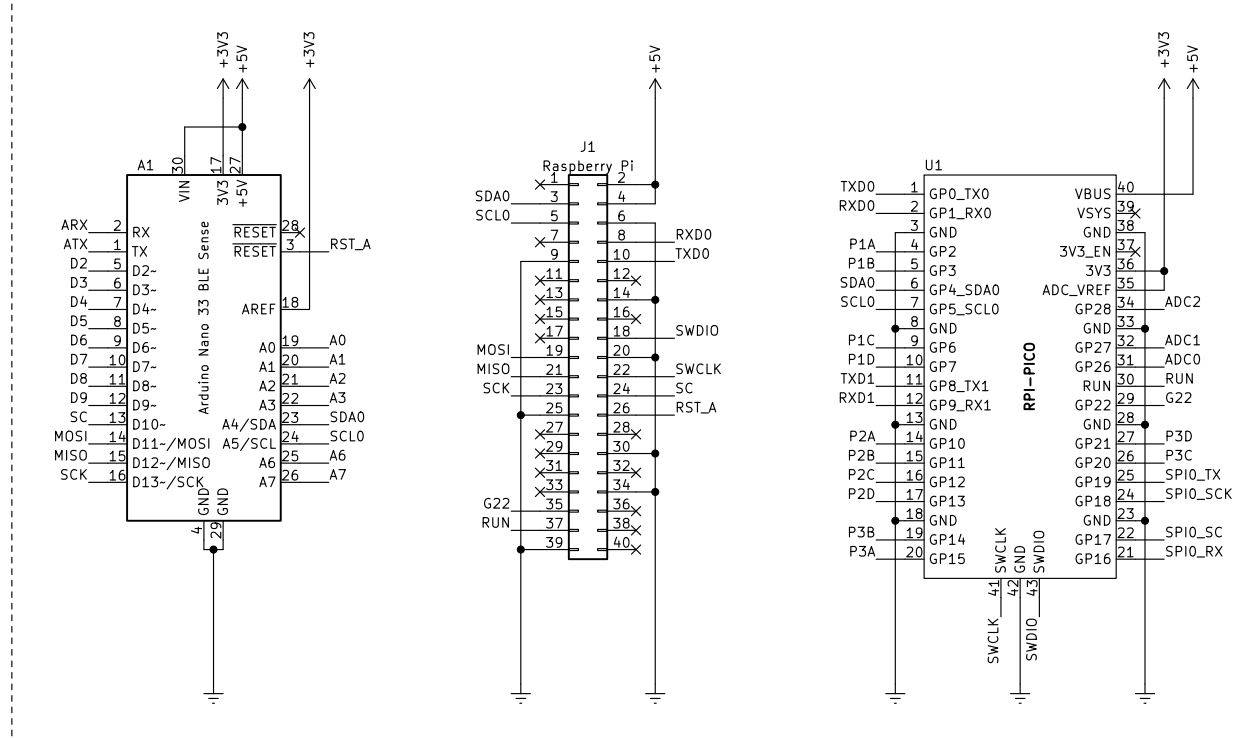 +3V3
+5V
+3V3
A1
30
17
27
VIN
3V3
+5V
Arduino Nano 33 BLE Sense
ARX 2 RX
ATX 1 TX
D2 5 D2~
D3 6 D3~
D4 7 D4~
D5 8 D5~
D6 9 D6~
D7 10 D7~
D8 11 D8~
D9 12 D9~
SC 13 D10~
MOSI 14 D11~/MOSI
MISO 15 D12~/MISO
SCK 16 D13~/SCK
RESET 28
RESET 3 RST_A
AREF 18
A0 19 A0
A1 20 A1
A2 21 A2
A3 22 A3
A4/SDA 23 SDA0
A5/SCL 24 SCL0
A6 25 A6
A7 26 A7
GND
GND
4
29
+5V
J1
Raspberry Pi
1 2
SDA0 3 4
SCL0 5 6
7 8 RXD0
9 10 TXD0
11 12
13 14
15 16
17 18 SWDIO
MOSI 19 20
MISO 21 22 SWCLK
SCK 23 24 SC
25 26 RST_A
27 28
29 30
31 32
33 34
G22 35 36
RUN 37 38
39 40
+3V3
+5V
U1
RPI-PICO
TXD0 1 GP0_TX0
RXD0 2 GP1_RX0
3 GND
P1A 4 GP2
P1B 5 GP3
SDA0 6 GP4_SDA0
SCL0 7 GP5_SCL0
8 GND
P1C 9 GP6
P1D 10 GP7
TXD1 11 GP8_TX1
RXD1 12 GP9_RX1
13 GND
P2A 14 GP10
P2B 15 GP11
P2C 16 GP12
P2D 17 GP13
18 GND
P3B 19 GP14
P3A 20 GP15
VBUS 40
VSYS 39
GND 38
3V3_EN 37
3V3 36
ADC_VREF 35
GP28 34 ADC2
GND 33
GP27 32 ADC1
GP26 31 ADC0
RUN 30 RUN
GP22 29 G22
GND 28
GP21 27 P3D
GP20 26 P3C
GP19 25 SPI0_TX
GP18 24 SPI0_SCK
GND 23
GP17 22 SPI0_SC
GP16 21 SPI0_RX
SWCLK
GND
SWDIO
41
42
43
SWCLK
SWDIO